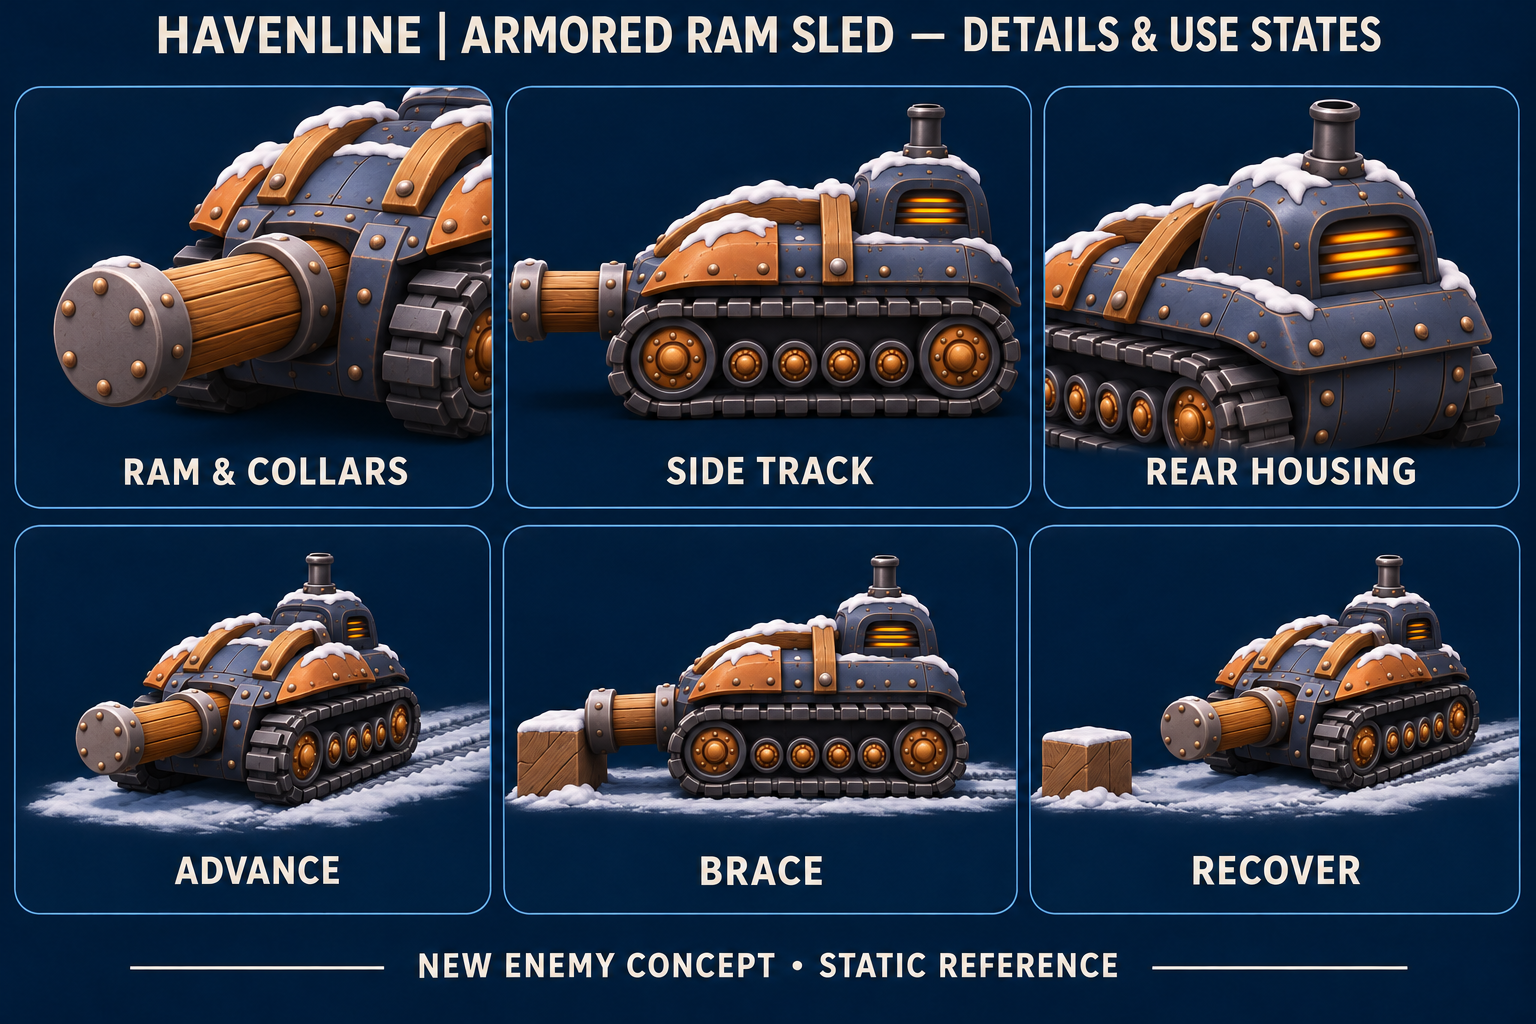 HAVENLINE | ARMORED RAM SLED — DETAILS & USE STATES
RAM & COLLARS
SIDE TRACK
REAR HOUSING
ADVANCE
BRACE
RECOVER
NEW ENEMY CONCEPT • STATIC REFERENCE